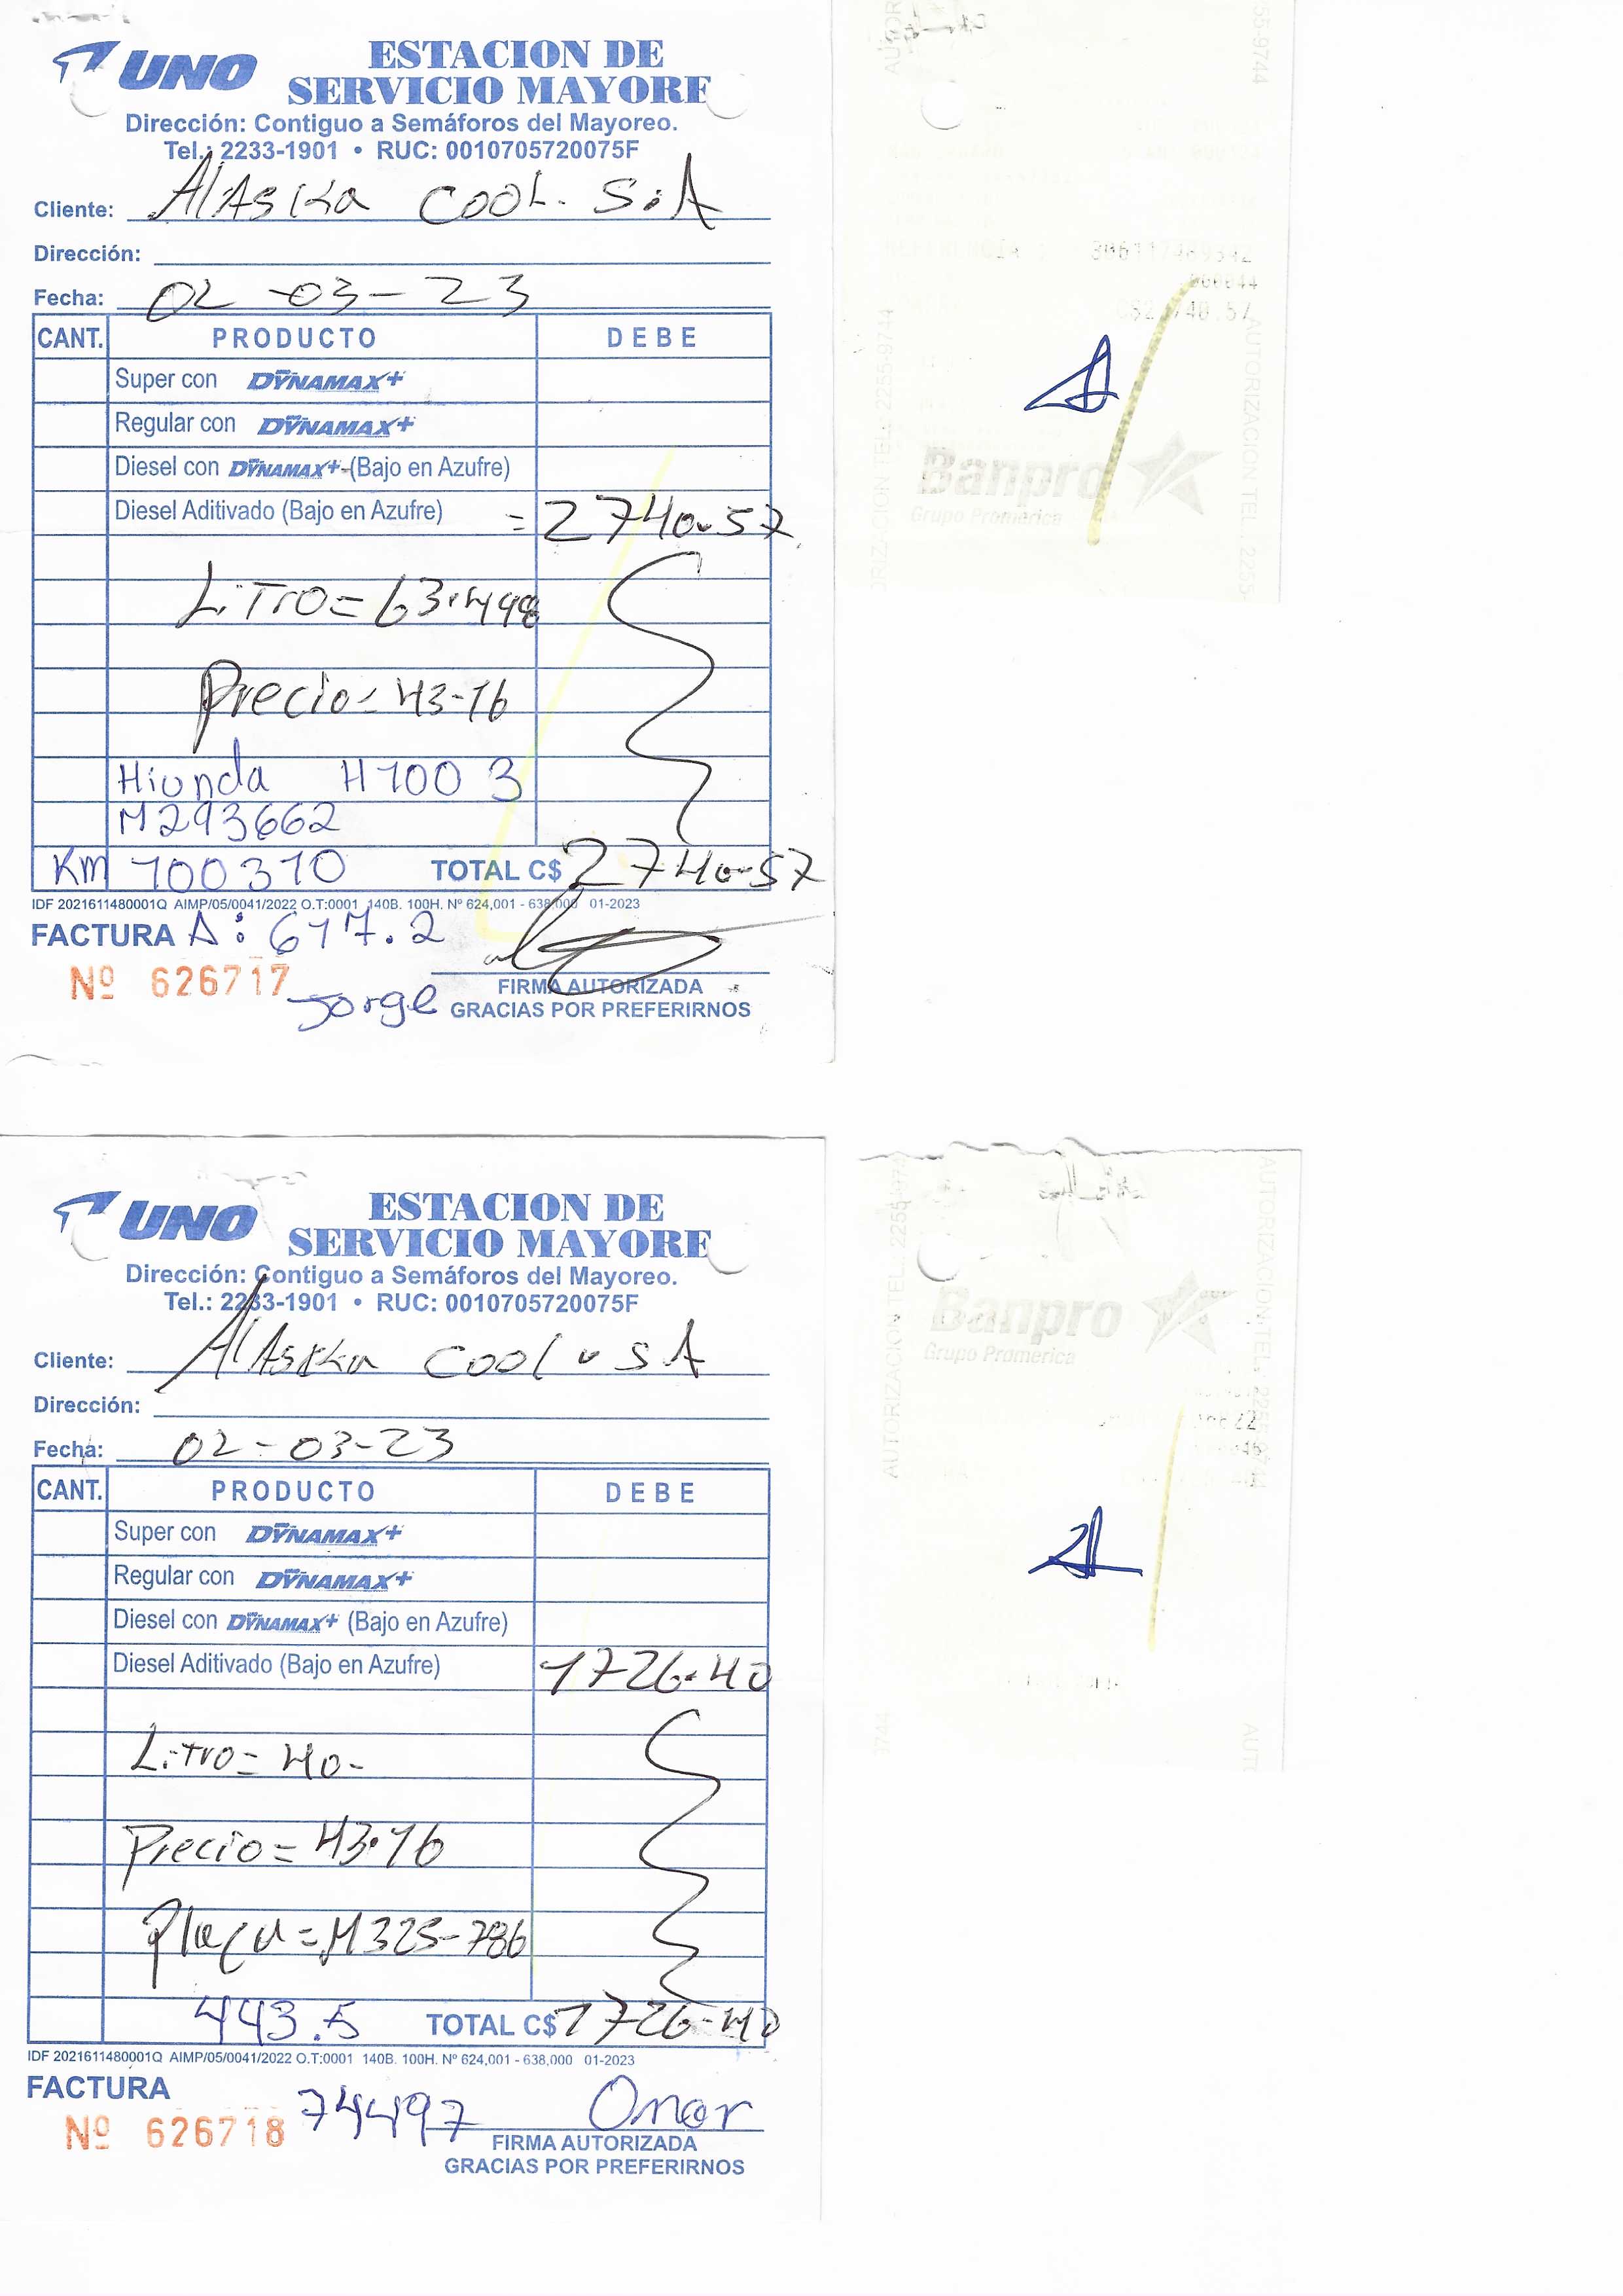 UNO
ESTACION DE
SERVICIO MAYORE
Dirección: Contiguo a Semáforos del Mayoreo.
Tel.: 2233-1901 • RUC: 0010705720075F
Cliente: Alaska cool. S.A
Dirección:
Fecha: 02-03-23
CANT. PRODUCTO DEBE
Super con DYNAMAX+
Regular con DYNAMAX+
Diesel con DYNAMAX+ (Bajo en Azufre)
Diesel Aditivado (Bajo en Azufre) = 2740.57
Litro = 63.498
Precio = 43-16
Hiunda H100 3
M293662
Km 100310 TOTAL C$ 2740-57
IDF 2021611480001Q AIMP/05/0041/2022 O.T:0001 140B. 100H. Nº 624,001 - 638,000 01-2023
FACTURA A: 617.2
Nº 626717
Jorge
FIRMA AUTORIZADA
GRACIAS POR PREFERIRNOS
AUTORIZACION TEL. 2255-9744
REFERENCIA
000044
C$2,740.57
Banpro
Grupo Promerica
UNO
ESTACION DE
SERVICIO MAYORE
Dirección: Contiguo a Semáforos del Mayoreo.
Tel.: 2233-1901 • RUC: 0010705720075F
Cliente: Alaska cool SA
Dirección:
Fecha: 02-03-23
CANT. PRODUCTO DEBE
Super con DYNAMAX+
Regular con DYNAMAX+
Diesel con DYNAMAX+ (Bajo en Azufre)
Diesel Aditivado (Bajo en Azufre) 1726.40
Litro = 40-
Precio = 43.16
Placa = M325-786
443.5 TOTAL C$ 1726-40
IDF 2021611480001Q AIMP/05/0041/2022 O.T:0001 140B. 100H. Nº 624,001 - 638,000 01-2023
FACTURA
Nº 626718
74497
Omar
FIRMA AUTORIZADA
GRACIAS POR PREFERIRNOS
AUTORIZACION TEL. 2255-9744
Banpro
Grupo Promerica